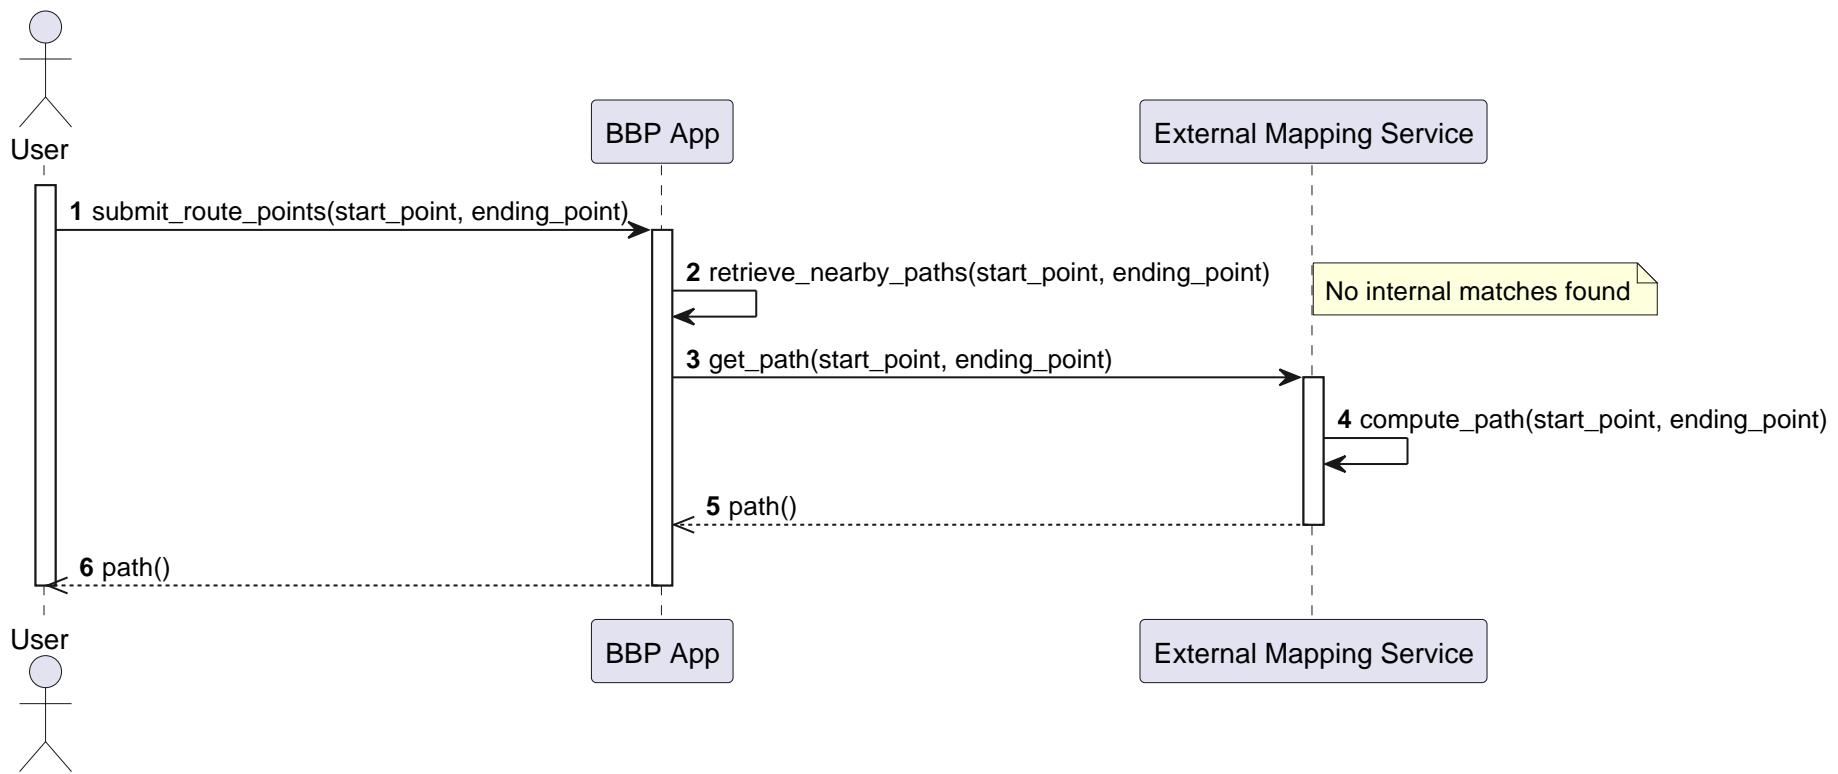 User
BBP App
External Mapping Service
1 submit_route_points(start_point, ending_point)
2 retrieve_nearby_paths(start_point, ending_point)
No internal matches found
3 get_path(start_point, ending_point)
4 compute_path(start_point, ending_point)
5 path()
6 path()
User
BBP App
External Mapping Service